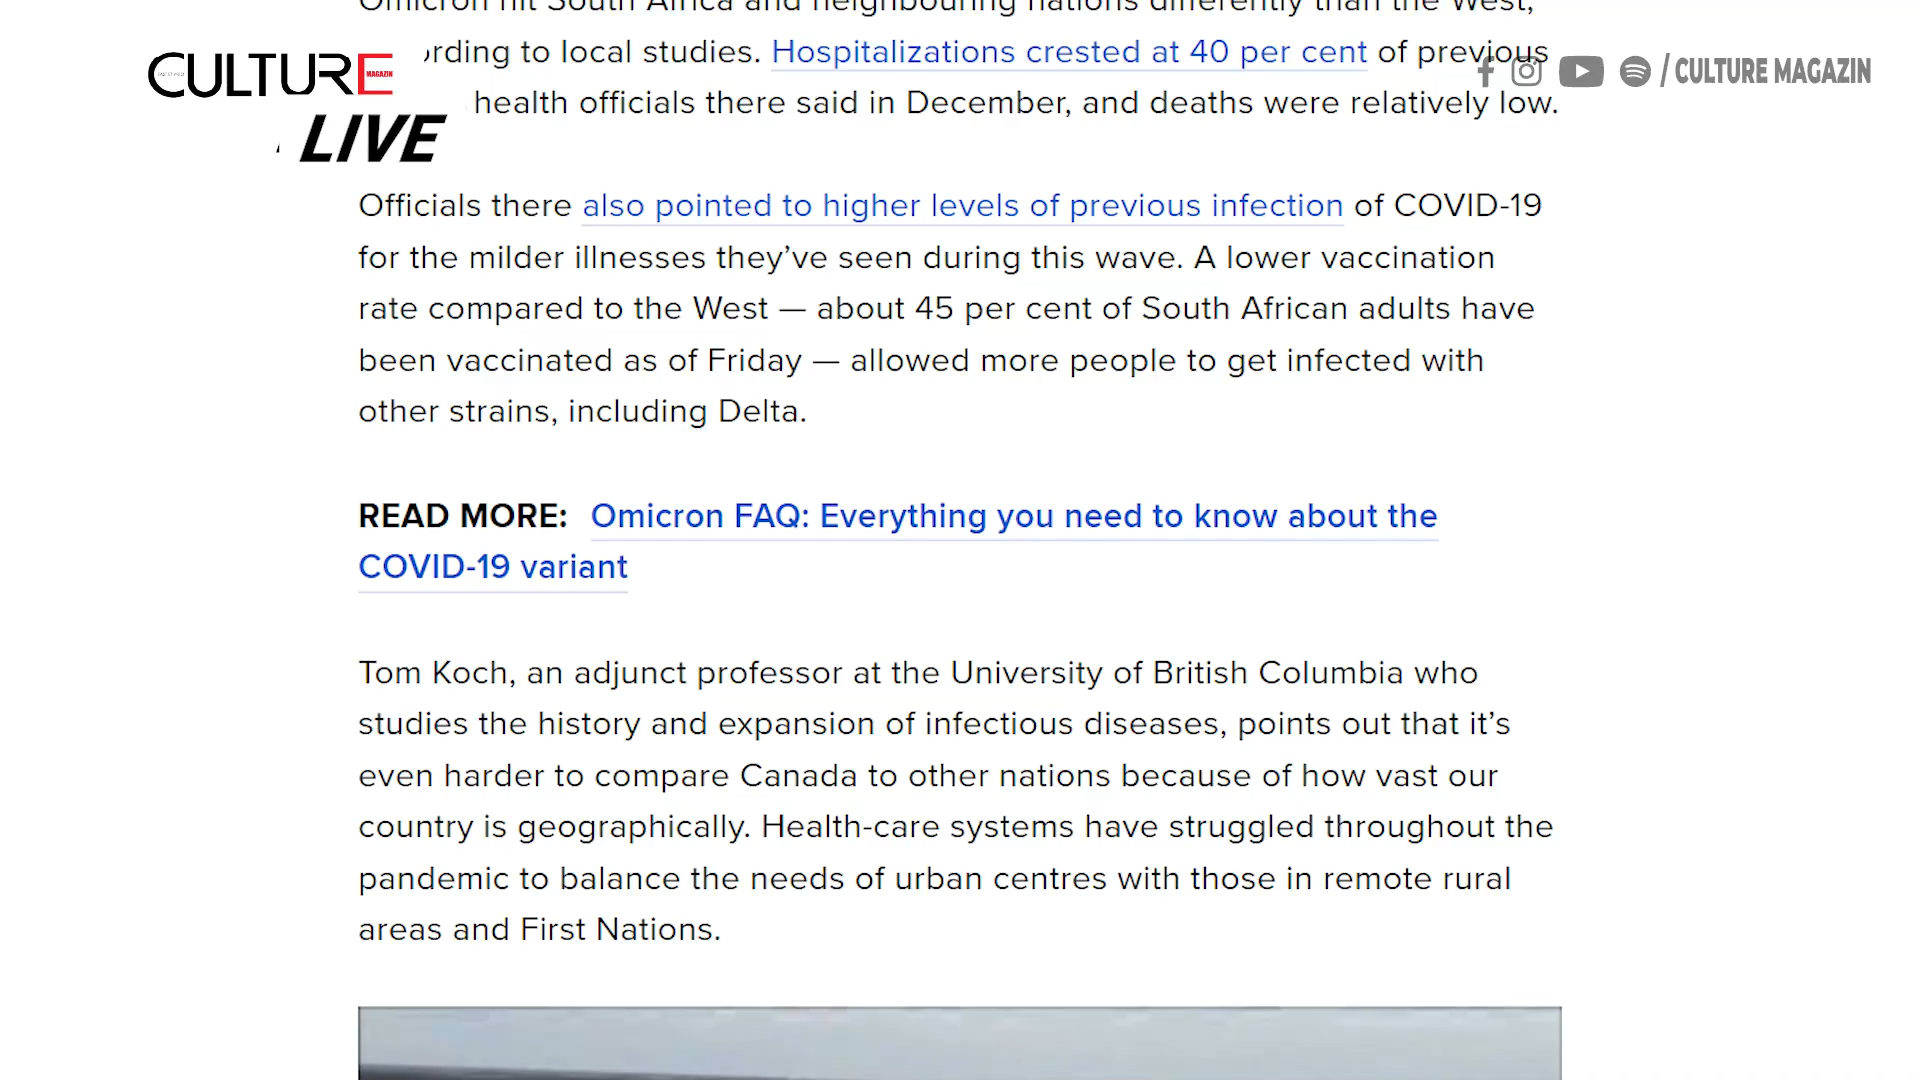 Omicron hit South Africa and neighbouring nations differently than the West,
rding to local studies. Hospitalizations crested at 40 per cent of previous
health officials there said in December, and deaths were relatively low.
CULTURE
MAGAZIN
LIVE
/ CULTURE MAGAZIN
Officials there also pointed to higher levels of previous infection of COVID-19
for the milder illnesses they’ve seen during this wave. A lower vaccination
rate compared to the West — about 45 per cent of South African adults have
been vaccinated as of Friday — allowed more people to get infected with
other strains, including Delta.
READ MORE: Omicron FAQ: Everything you need to know about the
COVID-19 variant
Tom Koch, an adjunct professor at the University of British Columbia who
studies the history and expansion of infectious diseases, points out that it’s
even harder to compare Canada to other nations because of how vast our
country is geographically. Health-care systems have struggled throughout the
pandemic to balance the needs of urban centres with those in remote rural
areas and First Nations.